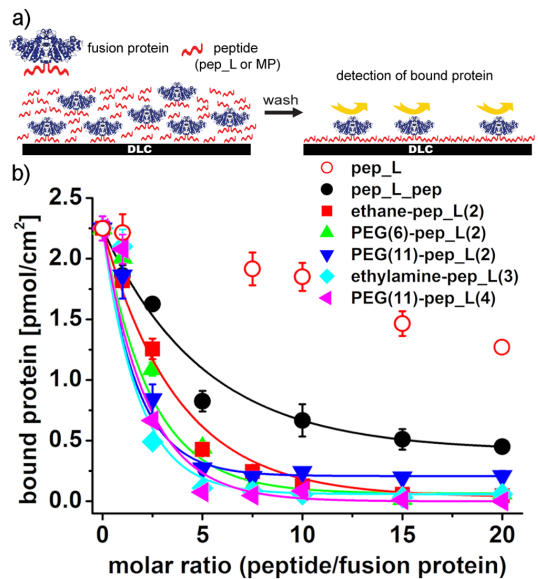 a)
fusion protein
peptide
(pep_L or MP)
wash
detection of bound protein
DLC
DLC
b)
pep_L
pep_L_pep
ethane-pep_L(2)
PEG(6)-pep_L(2)
PEG(11)-pep_L(2)
ethylamine-pep_L(3)
PEG(11)-pep_L(4)
bound protein [pmol/cm²]
2.5
2.0
1.5
1.0
0.5
0.0
0
5
10
15
20
molar ratio (peptide/fusion protein)